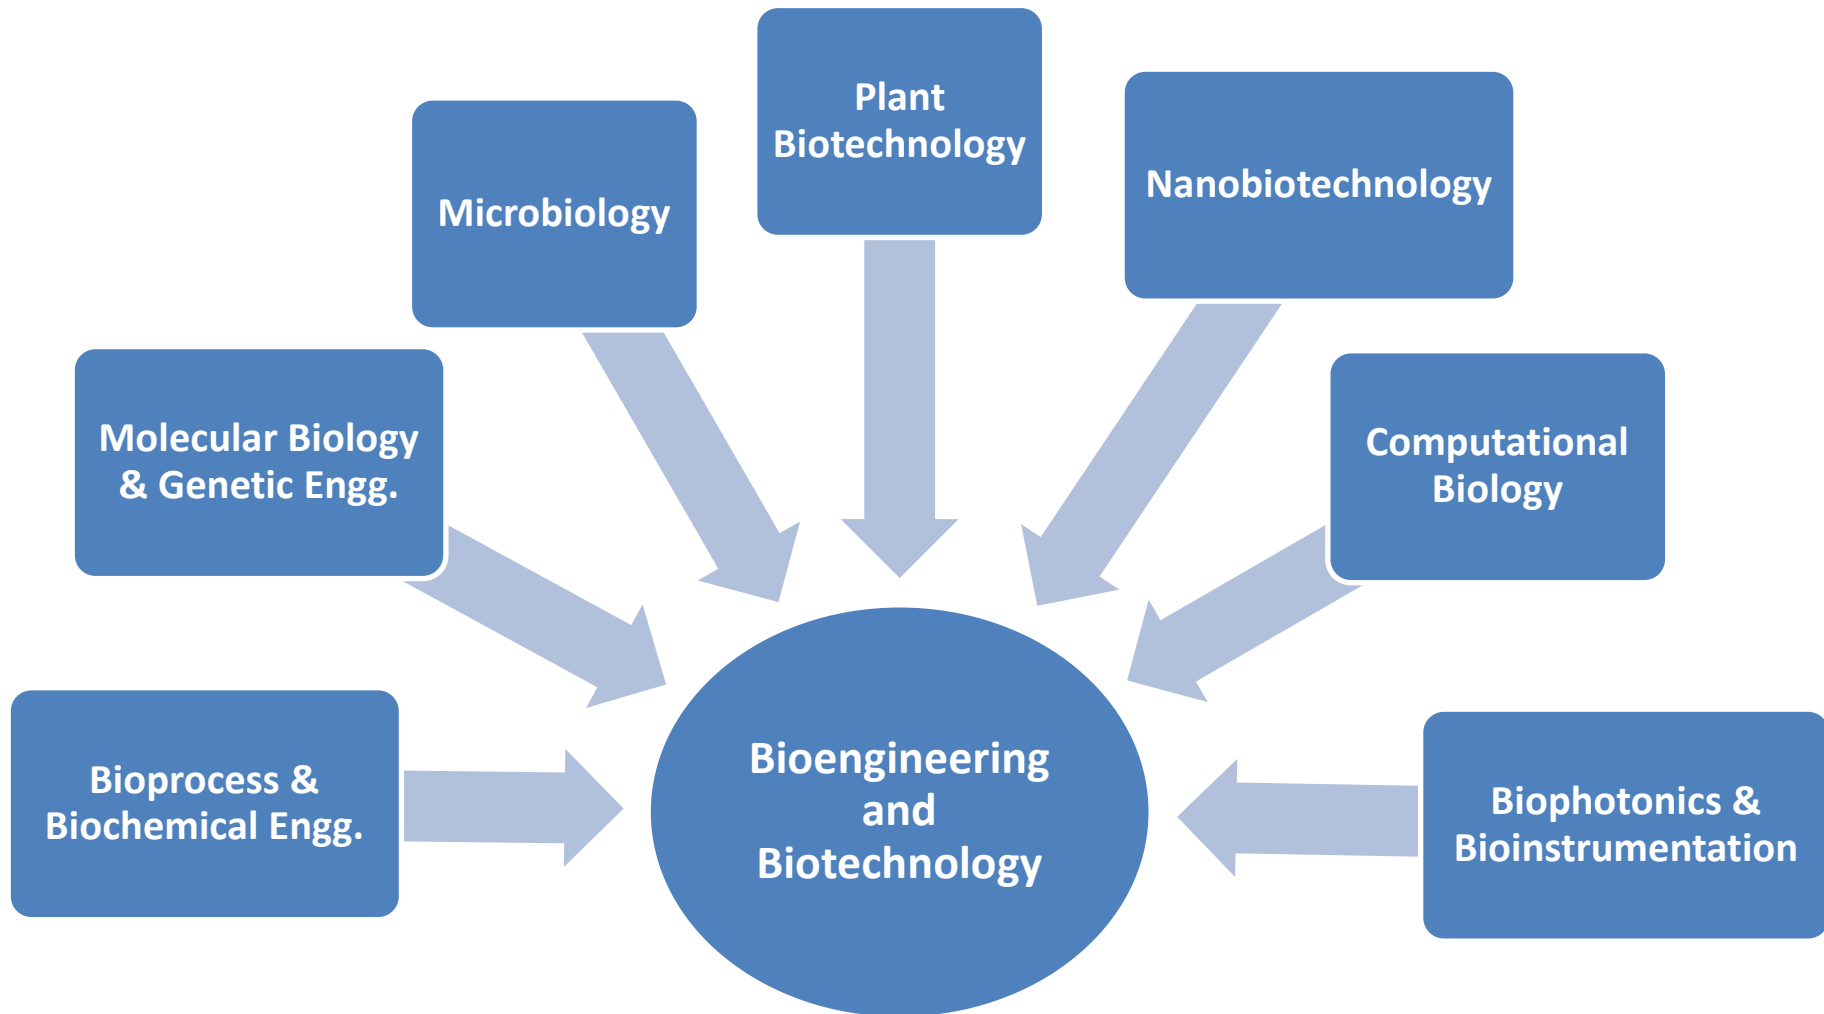 Plant
Biotechnology
Nanobiotechnology
Microbiology
Molecular Biology
& Genetic Engg.
Computational
Biology
Bioprocess &
Biochemical Engg.
Bioengineering
and
Biotechnology
Biophotonics &
Bioinstrumentation